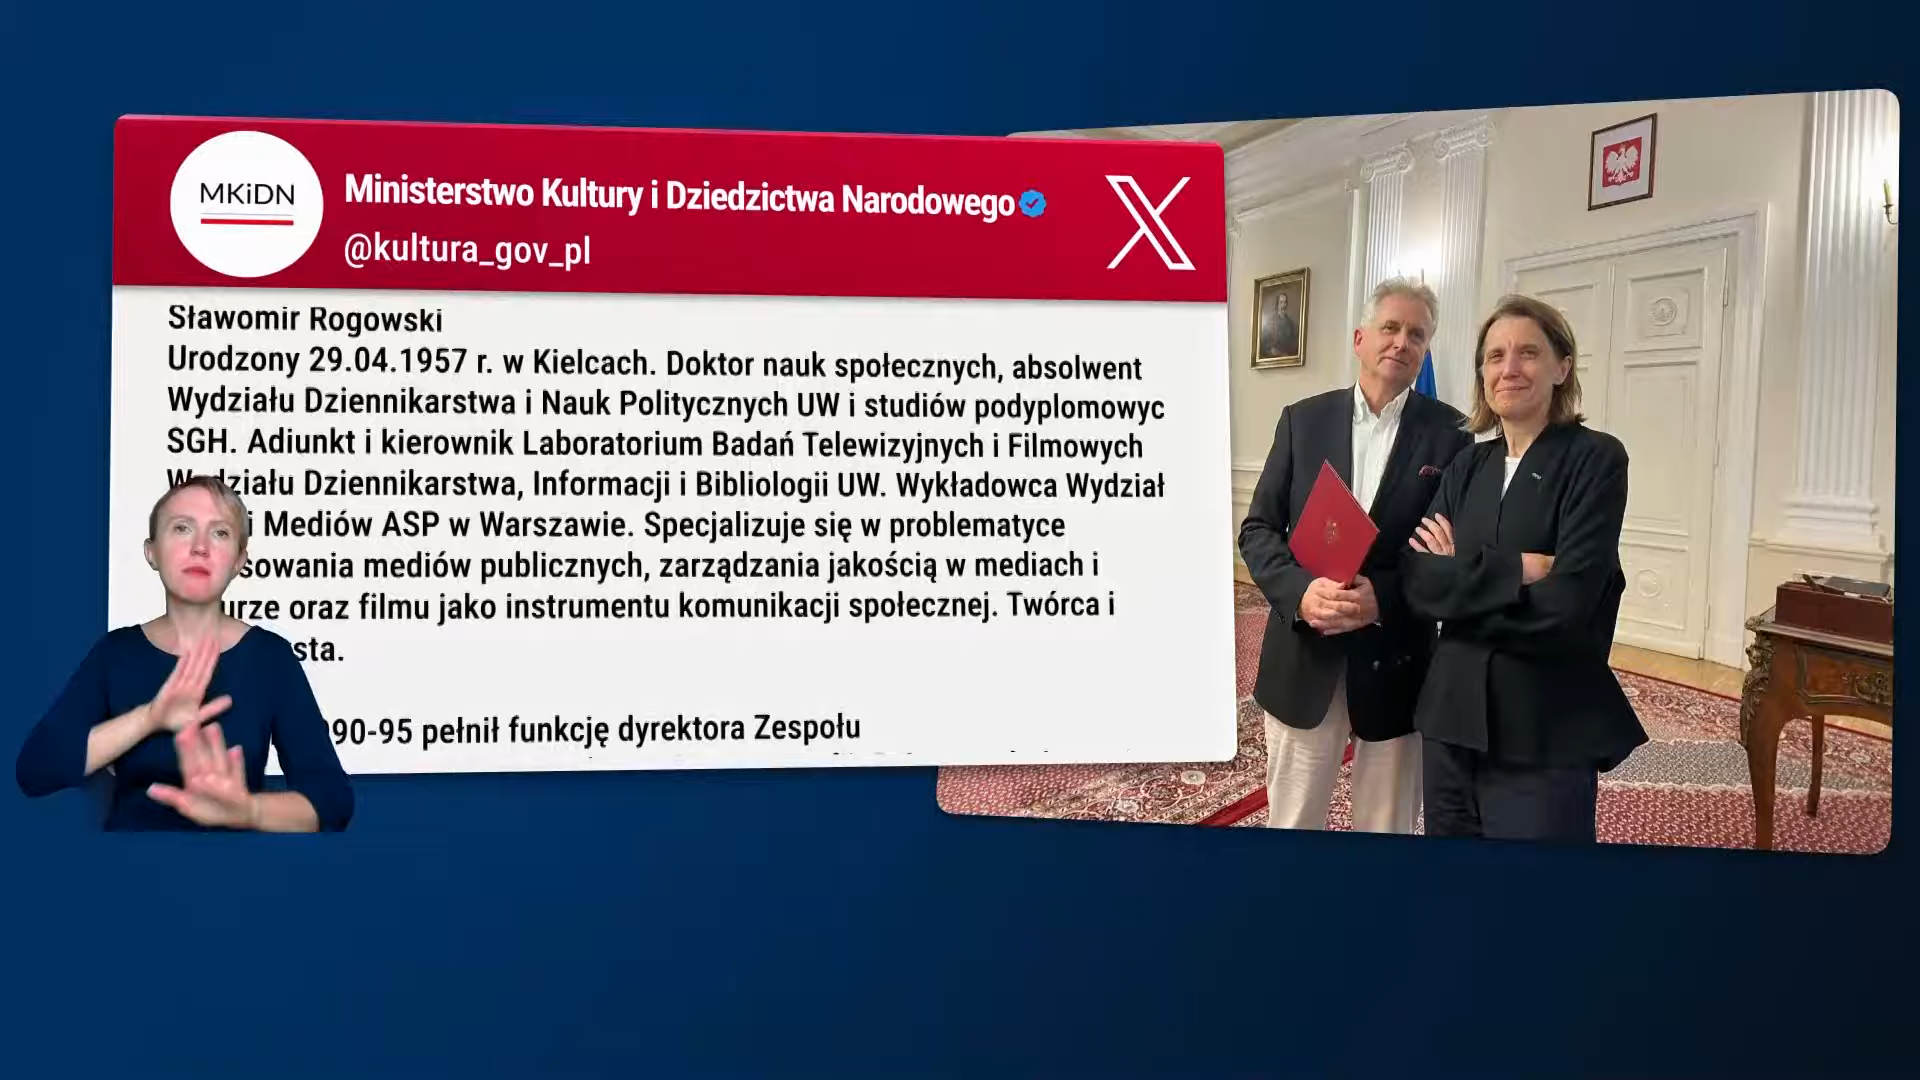 MKiDN
Ministerstwo Kultury i Dziedzictwa Narodowego
@kultura_gov_pl
Sławomir Rogowski
Urodzony 29.04.1957 r. w Kielcach. Doktor nauk społecznych, absolwent
Wydziału Dziennikarstwa i Nauk Politycznych UW i studiów podyplomowyc
SGH. Adiunkt i kierownik Laboratorium Badań Telewizyjnych i Filmowych
Wydziału Dziennikarstwa, Informacji i Bibliologii UW. Wykładowca Wydział
i Mediów ASP w Warszawie. Specjalizuje się w problematyce
sowania mediów publicznych, zarządzania jakością w mediach i
urze oraz filmu jako instrumentu komunikacji społecznej. Twórca i
sta.
990-95 pełnił funkcję dyrektora Zespołu